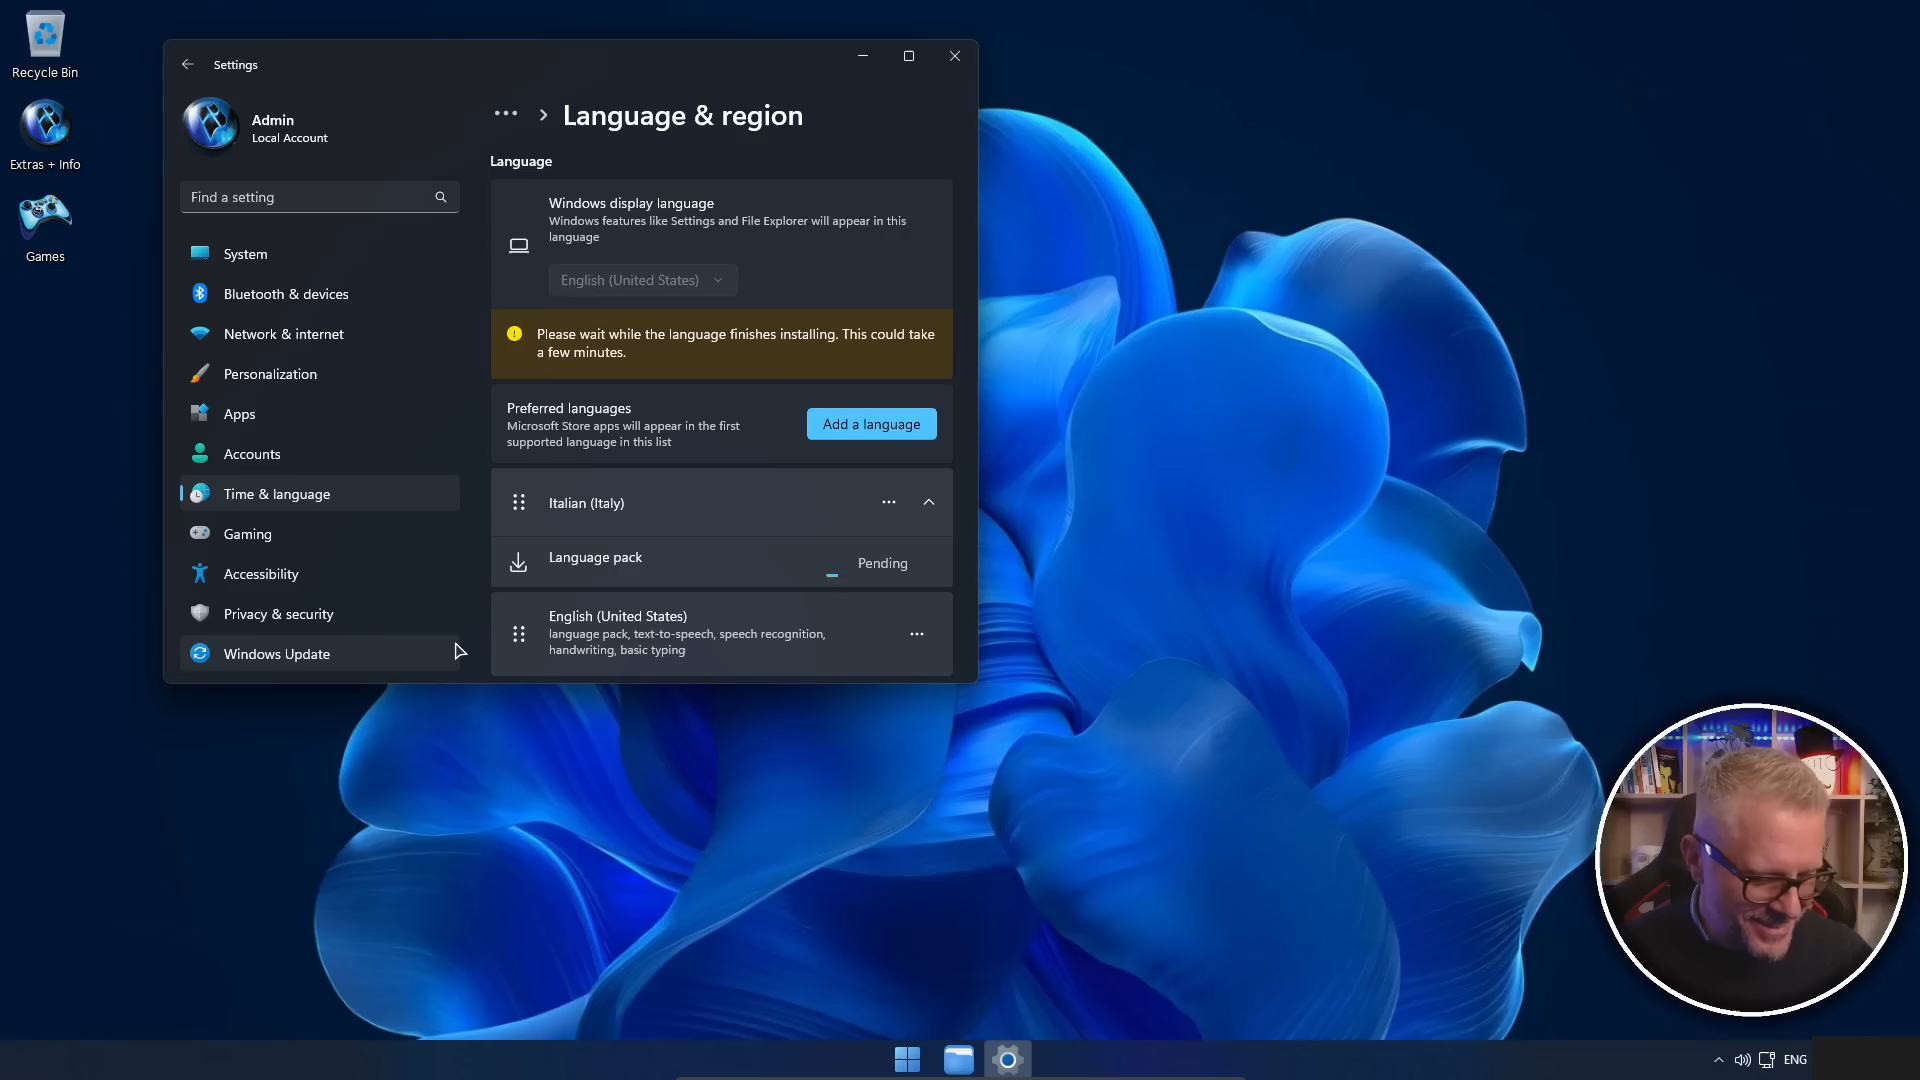 Recycle Bin
Extras + Info
Games
Settings
Admin
Local Account
Find a setting
System
Bluetooth & devices
Network & internet
Personalization
Apps
Accounts
Time & language
Gaming
Accessibility
Privacy & security
Windows Update
Language & region
Language
Windows display language
Windows features like Settings and File Explorer will appear in this
language
English (United States)
Please wait while the language finishes installing. This could take
a few minutes.
Preferred languages
Microsoft Store apps will appear in the first
supported language in this list
Add a language
Italian (Italy)
Language pack
Pending
English (United States)
language pack, text-to-speech, speech recognition,
handwriting, basic typing
ENG